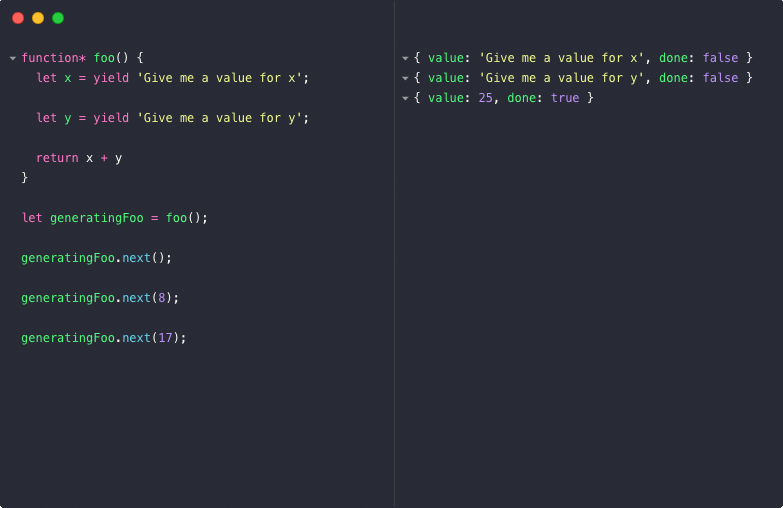 function* foo() {
let x = yield 'Give me a value for x';
let y = yield 'Give me a value for y';
return x + y
}
let generatingFoo = foo();
generatingFoo.next();
generatingFoo.next(8);
generatingFoo.next(17);
{ value: 'Give me a value for x', done: false }
{ value: 'Give me a value for y', done: false }
{ value: 25, done: true }